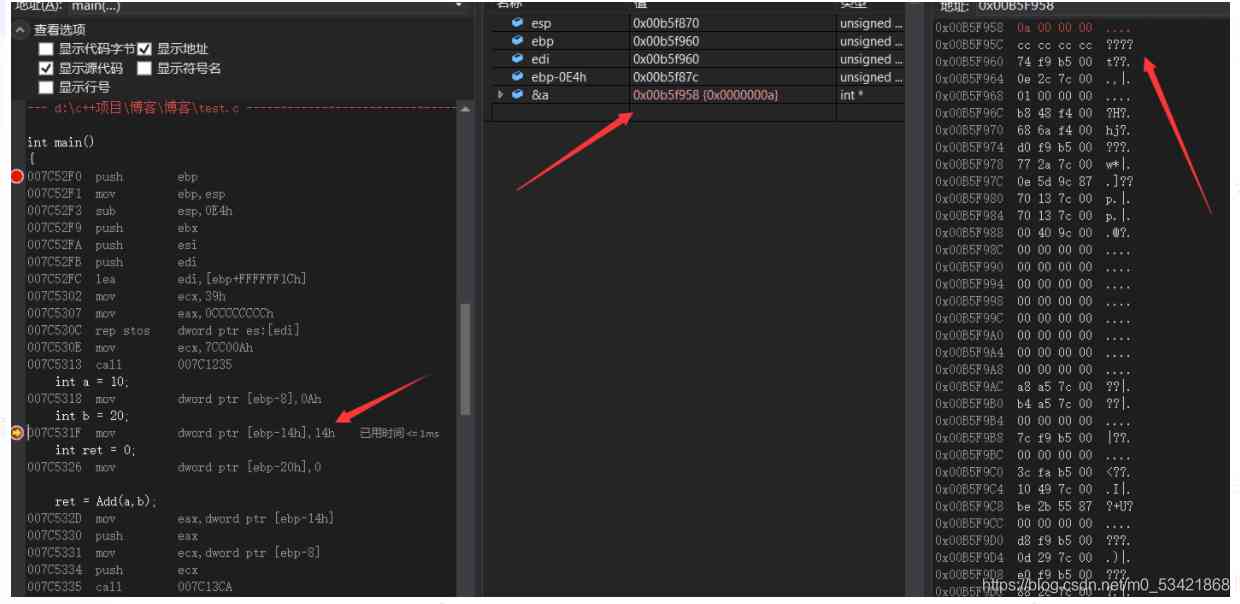 地址(A): main(...)
查看选项
显示代码字节 显示地址
显示源代码 显示符号名
显示行号
--- d:\c++项目\博客\博客\test.c
int main()
{
007C52F0 push ebp
007C52F1 mov ebp,esp
007C52F3 sub esp,0E4h
007C52F9 push ebx
007C52FA push esi
007C52FB push edi
007C52FC lea edi,[ebp+FFFFFF1Ch]
007C5302 mov ecx,39h
007C5307 mov eax,0CCCCCCCCh
007C530C rep stos dword ptr es:[edi]
007C530E mov ecx,7CC00Ah
007C5313 call 007C1235
int a = 10;
007C5318 mov dword ptr [ebp-8],0Ah
int b = 20;
007C531F mov dword ptr [ebp-14h],14h 已用时间<=1ms
int ret = 0;
007C5326 mov dword ptr [ebp-20h],0
ret = Add(a,b);
007C532D mov eax,dword ptr [ebp-14h]
007C5330 push eax
007C5331 mov ecx,dword ptr [ebp-8]
007C5334 push ecx
007C5335 call 007C13CA
名称 值 类型
esp 0x00b5f870 unsigned ...
ebp 0x00b5f960 unsigned ...
edi 0x00b5f960 unsigned ...
ebp-0E4h 0x00b5f87c unsigned ...
&a 0x00b5f958 {0x0000000a} int *
地址: 0x00B5F958
0x00B5F958 0a 00 00 00 ....
0x00B5F95C cc cc cc cc ????
0x00B5F960 74 f9 b5 00 t??.
0x00B5F964 0e 2c 7c 00 .,|.
0x00B5F968 01 00 00 00 ....
0x00B5F96C b8 48 f4 00 ?H?.
0x00B5F970 68 6a f4 00 hj?.
0x00B5F974 d0 f9 b5 00 ???.
0x00B5F978 77 2a 7c 00 w*|.
0x00B5F97C 0e 5d 9c 87 .]??
0x00B5F980 70 13 7c 00 p.|.
0x00B5F984 70 13 7c 00 p.|.
0x00B5F988 00 40 9c 00 .@?.
0x00B5F98C 00 00 00 00 ....
0x00B5F990 00 00 00 00 ....
0x00B5F994 00 00 00 00 ....
0x00B5F998 00 00 00 00 ....
0x00B5F99C 00 00 00 00 ....
0x00B5F9A0 00 00 00 00 ....
0x00B5F9A4 00 00 00 00 ....
0x00B5F9A8 00 00 00 00 ....
0x00B5F9AC a8 a5 7c 00 ??|.
0x00B5F9B0 b4 a5 7c 00 ??|.
0x00B5F9B4 00 00 00 00 ....
0x00B5F9B8 7c f9 b5 00 |??.
0x00B5F9BC 00 00 00 00 ....
0x00B5F9C0 3c fa b5 00 <??.
0x00B5F9C4 10 49 7c 00 .I|.
0x00B5F9C8 be 2b 55 87 ?+U?
0x00B5F9CC 00 00 00 00 ....
0x00B5F9D0 d8 f9 b5 00 ???.
0x00B5F9D4 0d 29 7c 00 .)|.
0x00B5F9D8 e0 f9 b5 00 ???.
https://blog.csdn.net/m0_53421868